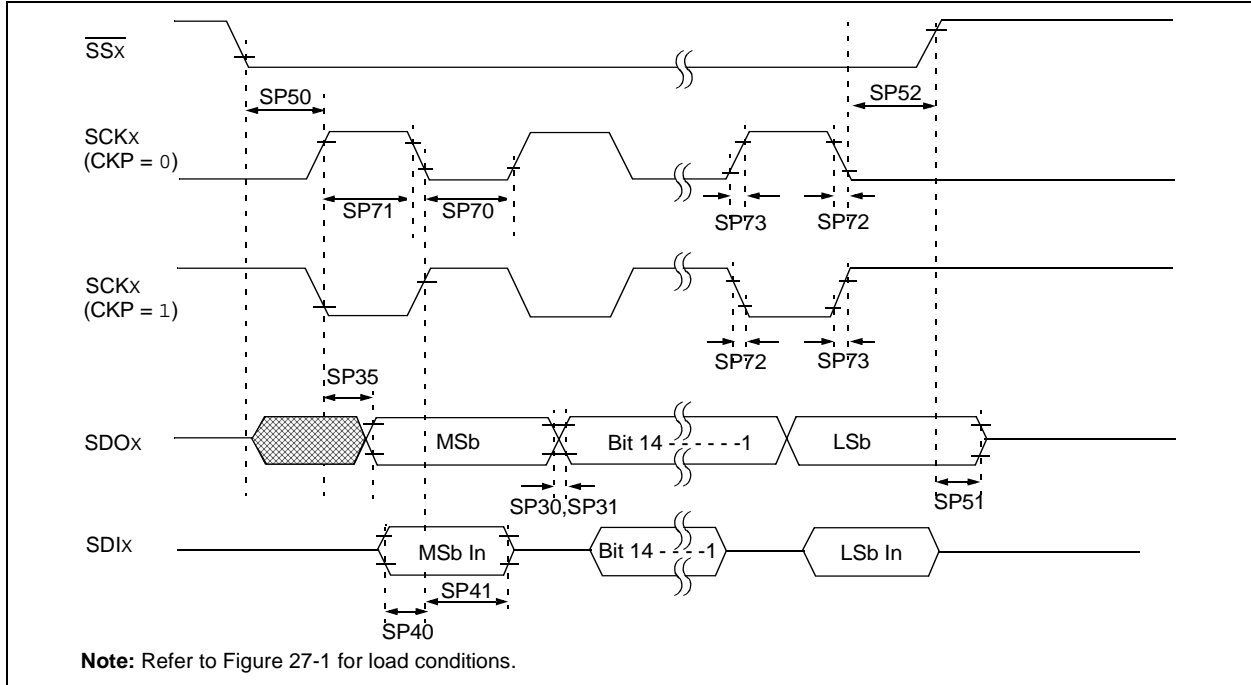 SSX
SP50
SP52
SCKX
(CKP = 0)
SP71
SP70
SP73
SP72
SCKX
(CKP = 1)
SP72
SP73
SP35
SDOX
MSb
Bit 14 - - - - - -1
LSb
SP30,SP31
SP51
SDIX
MSb In
Bit 14 - - - -1
LSb In
SP41
SP40
Note: Refer to Figure 27-1 for load conditions.